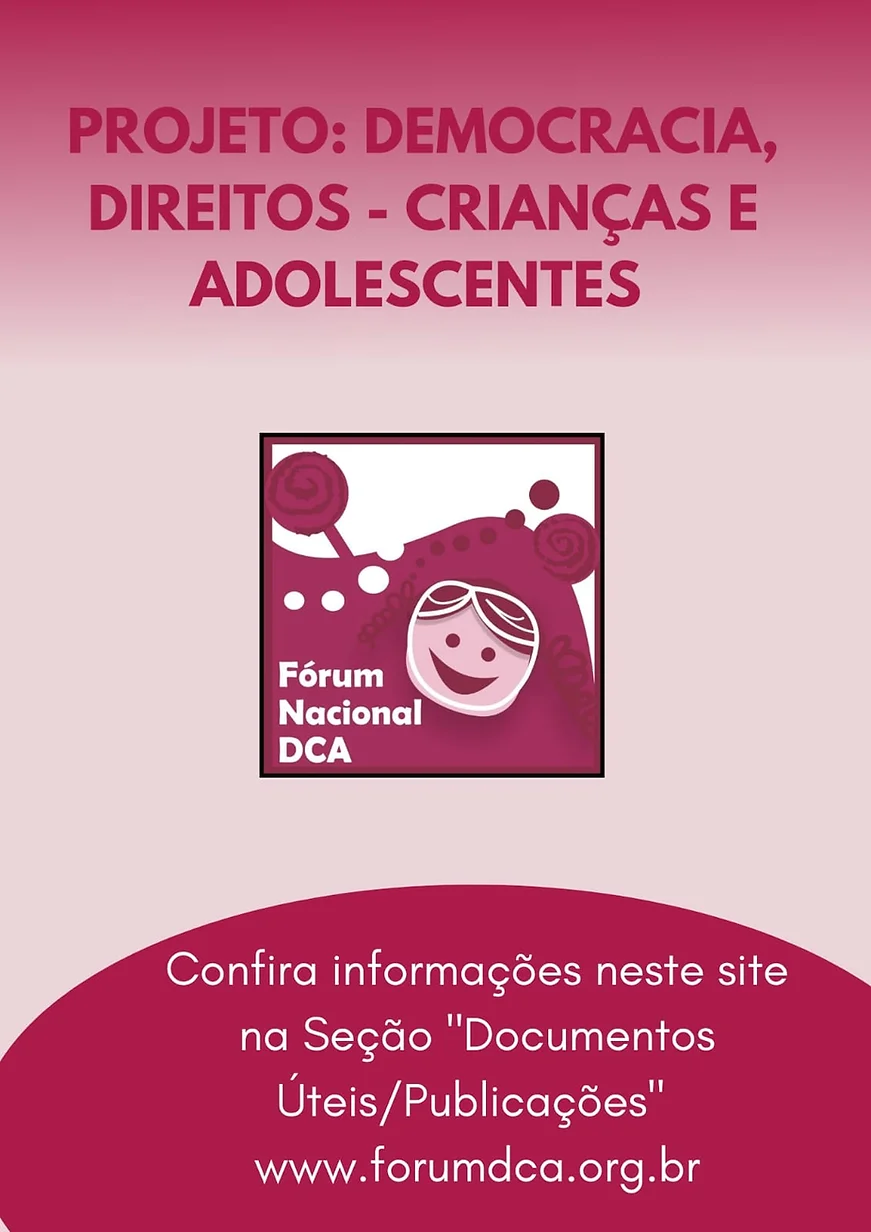 PROJETO: DEMOCRACIA,
DIREITOS - CRIANÇAS E
ADOLESCENTES
Fórum
Nacional
DCA
Confira informações neste site
na Seção "Documentos
Úteis/Publicações"
www.forumdca.org.br